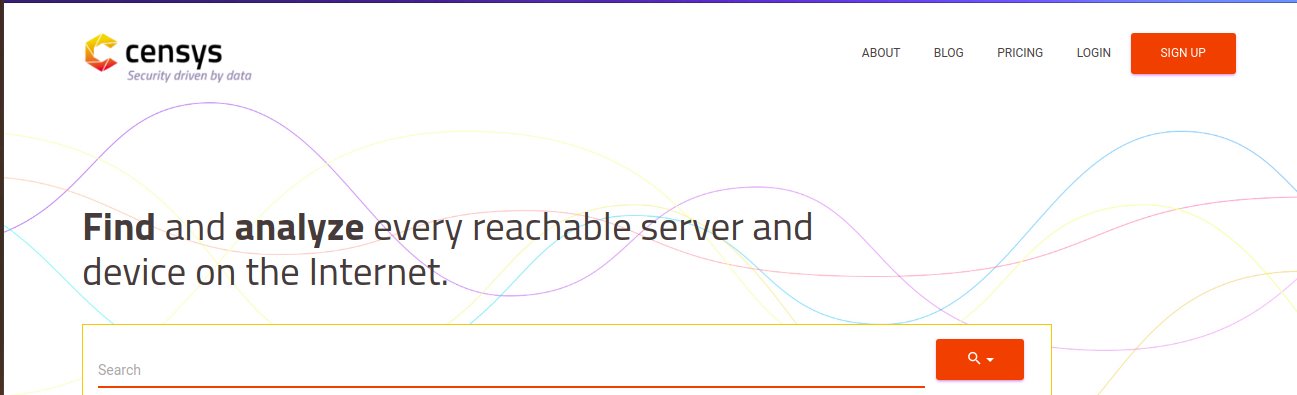 censys
Security driven by data
ABOUT BLOG PRICING LOGIN SIGN UP
Find and analyze every reachable server and
device on the Internet.
Search